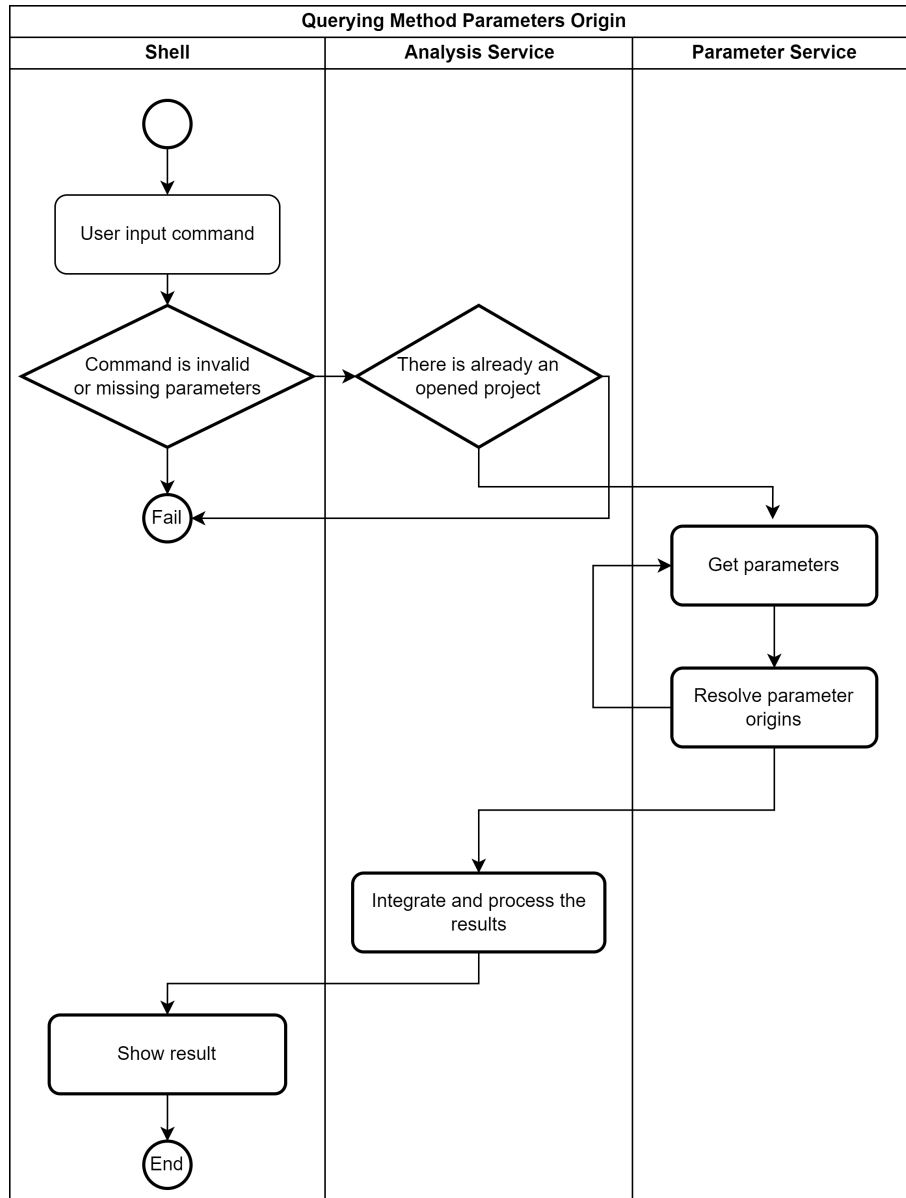 Querying Method Parameters Origin
Shell
Analysis Service
Parameter Service
User input command
Command is invalid
or missing parameters
There is already an
opened project
Fail
Get parameters
Resolve parameter
origins
Integrate and process the
results
Show result
End